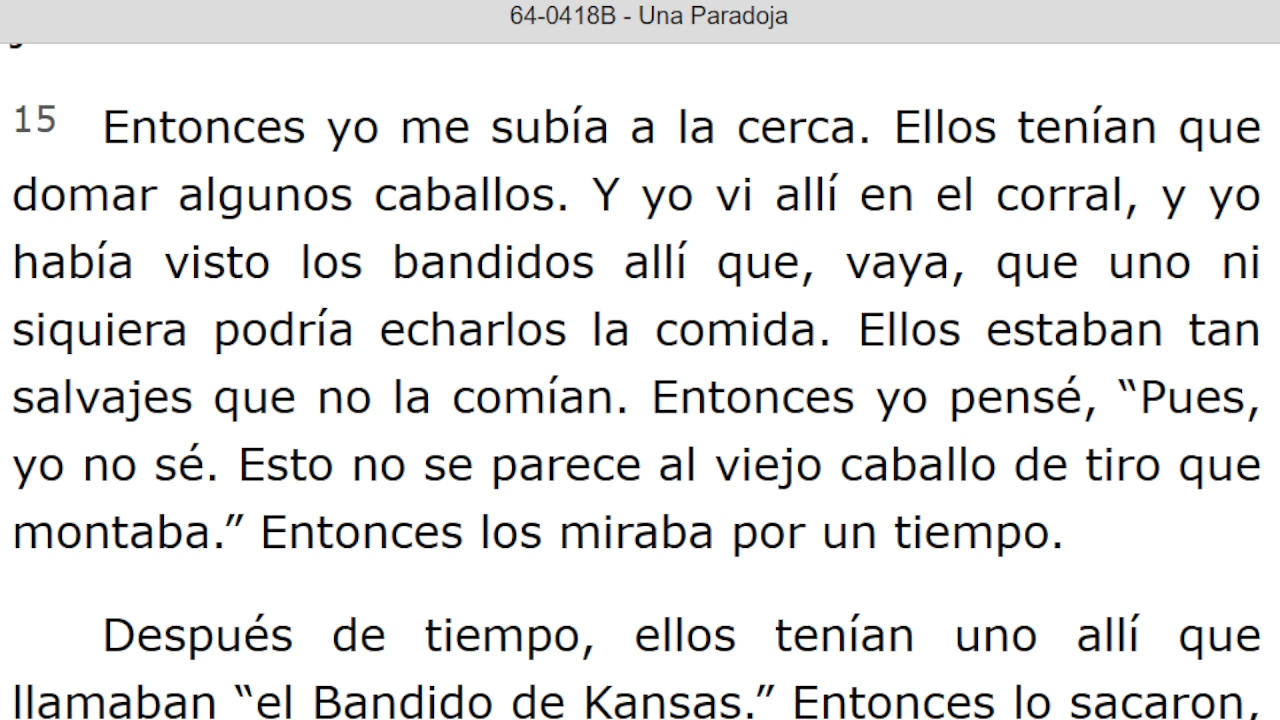 64-0418B - Una Paradoja
15 Entonces yo me subía a la cerca. Ellos tenían que
domar algunos caballos. Y yo vi allí en el corral, y yo
había visto los bandidos allí que, vaya, que uno ni
siquiera podría echarlos la comida. Ellos estaban tan
salvajes que no la comían. Entonces yo pensé, “Pues,
yo no sé. Esto no se parece al viejo caballo de tiro que
montaba.” Entonces los miraba por un tiempo.
Después de tiempo, ellos tenían uno allí que
llamaban “el Bandido de Kansas.” Entonces lo sacaron,